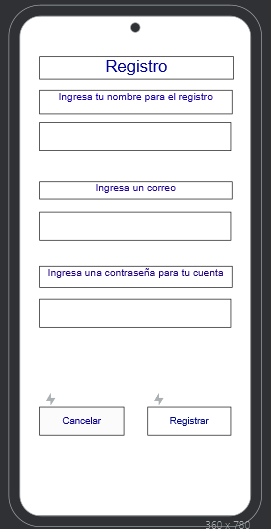 Registro
Ingresa tu nombre para el registro
Ingresa un correo
Ingresa una contraseña para tu cuenta
Cancelar
Registrar
360 x 780